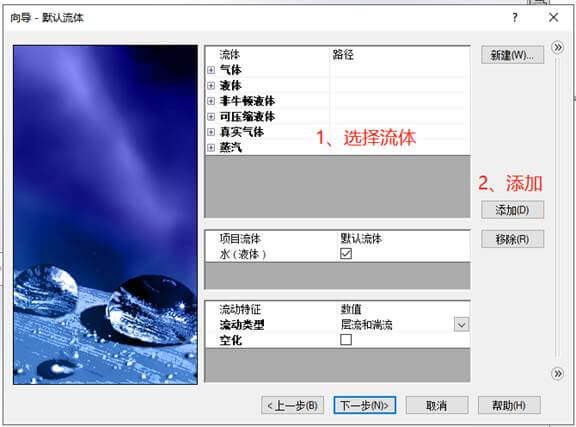 向导 - 默认流体
流体 路径 新建(W)...
气体
液体
非牛顿液体
可压缩液体
真实气体
蒸汽
1、选择流体
2、添加
添加(D)
项目流体 默认流体 移除(R)
水 ( 液体 )
流动特征 数值
流动类型 层流和湍流
空化
< 上一步(B) 下一步(N)> 取消 帮助(H)